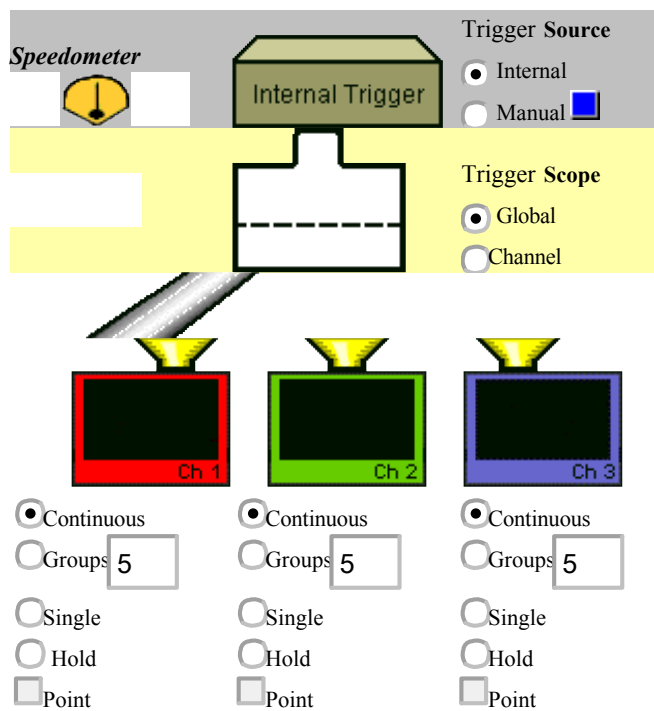 Trigger Source
Speedometer
Internal
Internal Trigger
Manual
Trigger Scope
Global
Channel
Ch 1
Ch 2
Ch 3
Continuous
Continuous
Continuous
Groups 5
Groups 5
Groups 5
Single
Single
Single
Hold
Hold
Hold
Point
Point
Point